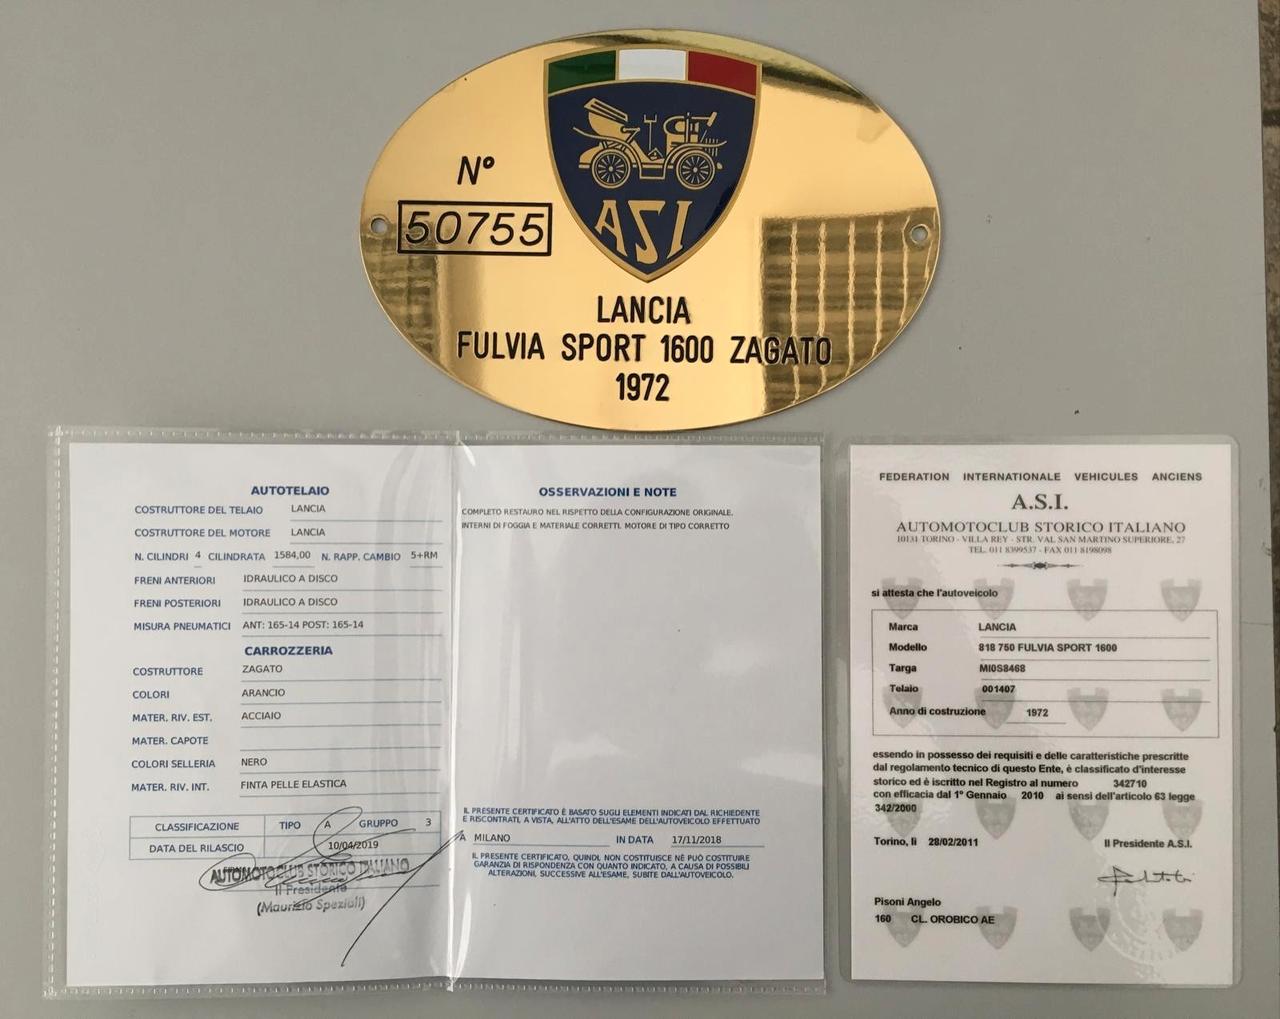 ASI
N°
50755
LANCIA
FULVIA SPORT 1600 ZAGATO
1972
AUTOTELAIO
COSTRUTTORE DEL TELAIO LANCIA
COSTRUTTORE DEL MOTORE LANCIA
N. CILINDRI 4 CILINDRATA 1584,00 N. RAPP. CAMBIO 5+RM
FRENI ANTERIORI IDRAULICO A DISCO
FRENI POSTERIORI IDRAULICO A DISCO
MISURA PNEUMATICI ANT: 165-14 POST: 165-14
CARROZZERIA
COSTRUTTORE ZAGATO
COLORI ARANCIO
MATER. RIV. EST. ACCIAIO
MATER. CAPOTE
COLORI SELLERIA NERO
MATER. RIV. INT. FINTA PELLE ELASTICA
CLASSIFICAZIONE TIPO A GRUPPO 3
DATA DEL RILASCIO 10/04/2019
AUTOMOTOCLUB STORICO ITALIANO
Il Presidente
(Maurizio Speziali)
OSSERVAZIONI E NOTE
COMPLETO RESTAURO NEL RISPETTO DELLA CONFIGURAZIONE ORIGINALE.
INTERNI DI FOGGIA E MATERIALE CORRETTI. MOTORE DI TIPO CORRETTO
IL PRESENTE CERTIFICATO È BASATO SUGLI ELEMENTI INDICATI DAL RICHIEDENTE
E RISCONTRATI, A VISTA, ALL'ATTO DELL'ESAME DELL'AUTOVEICOLO EFFETTUATO
A MILANO IN DATA 17/11/2018
IL PRESENTE CERTIFICATO, QUINDI, NON COSTITUISCE NÈ PUÒ COSTITUIRE
GARANZIA DI RISPONDENZA CON QUANTO INDICATO, A CAUSA DI POSSIBILI
ALTERAZIONI, SUCCESSIVE ALL'ESAME, SUBITE DALL'AUTOVEICOLO.
FEDERATION INTERNATIONALE VEHICULES ANCIENS
A.S.I.
AUTOMOTOCLUB STORICO ITALIANO
10131 TORINO - VILLA REY - STR. VAL SAN MARTINO SUPERIORE, 27
TEL. 011 8399537 - FAX 011 8198098
si attesta che l'autoveicolo
Marca LANCIA
Modello 818 750 FULVIA SPORT 1600
Targa MI0S8468
Telaio 001407
Anno di costruzione 1972
essendo in possesso dei requisiti e delle caratteristiche prescritte
dal regolamento tecnico di questo Ente, è classificato d'interesse
storico ed è iscritto nel Registro al numero 342710
con efficacia dal 1° Gennaio 2010 ai sensi dell'articolo 63 legge
342/2000
Torino, li 28/02/2011 Il Presidente A.S.I.
Pisoni Angelo
160 CL. OROBICO AE